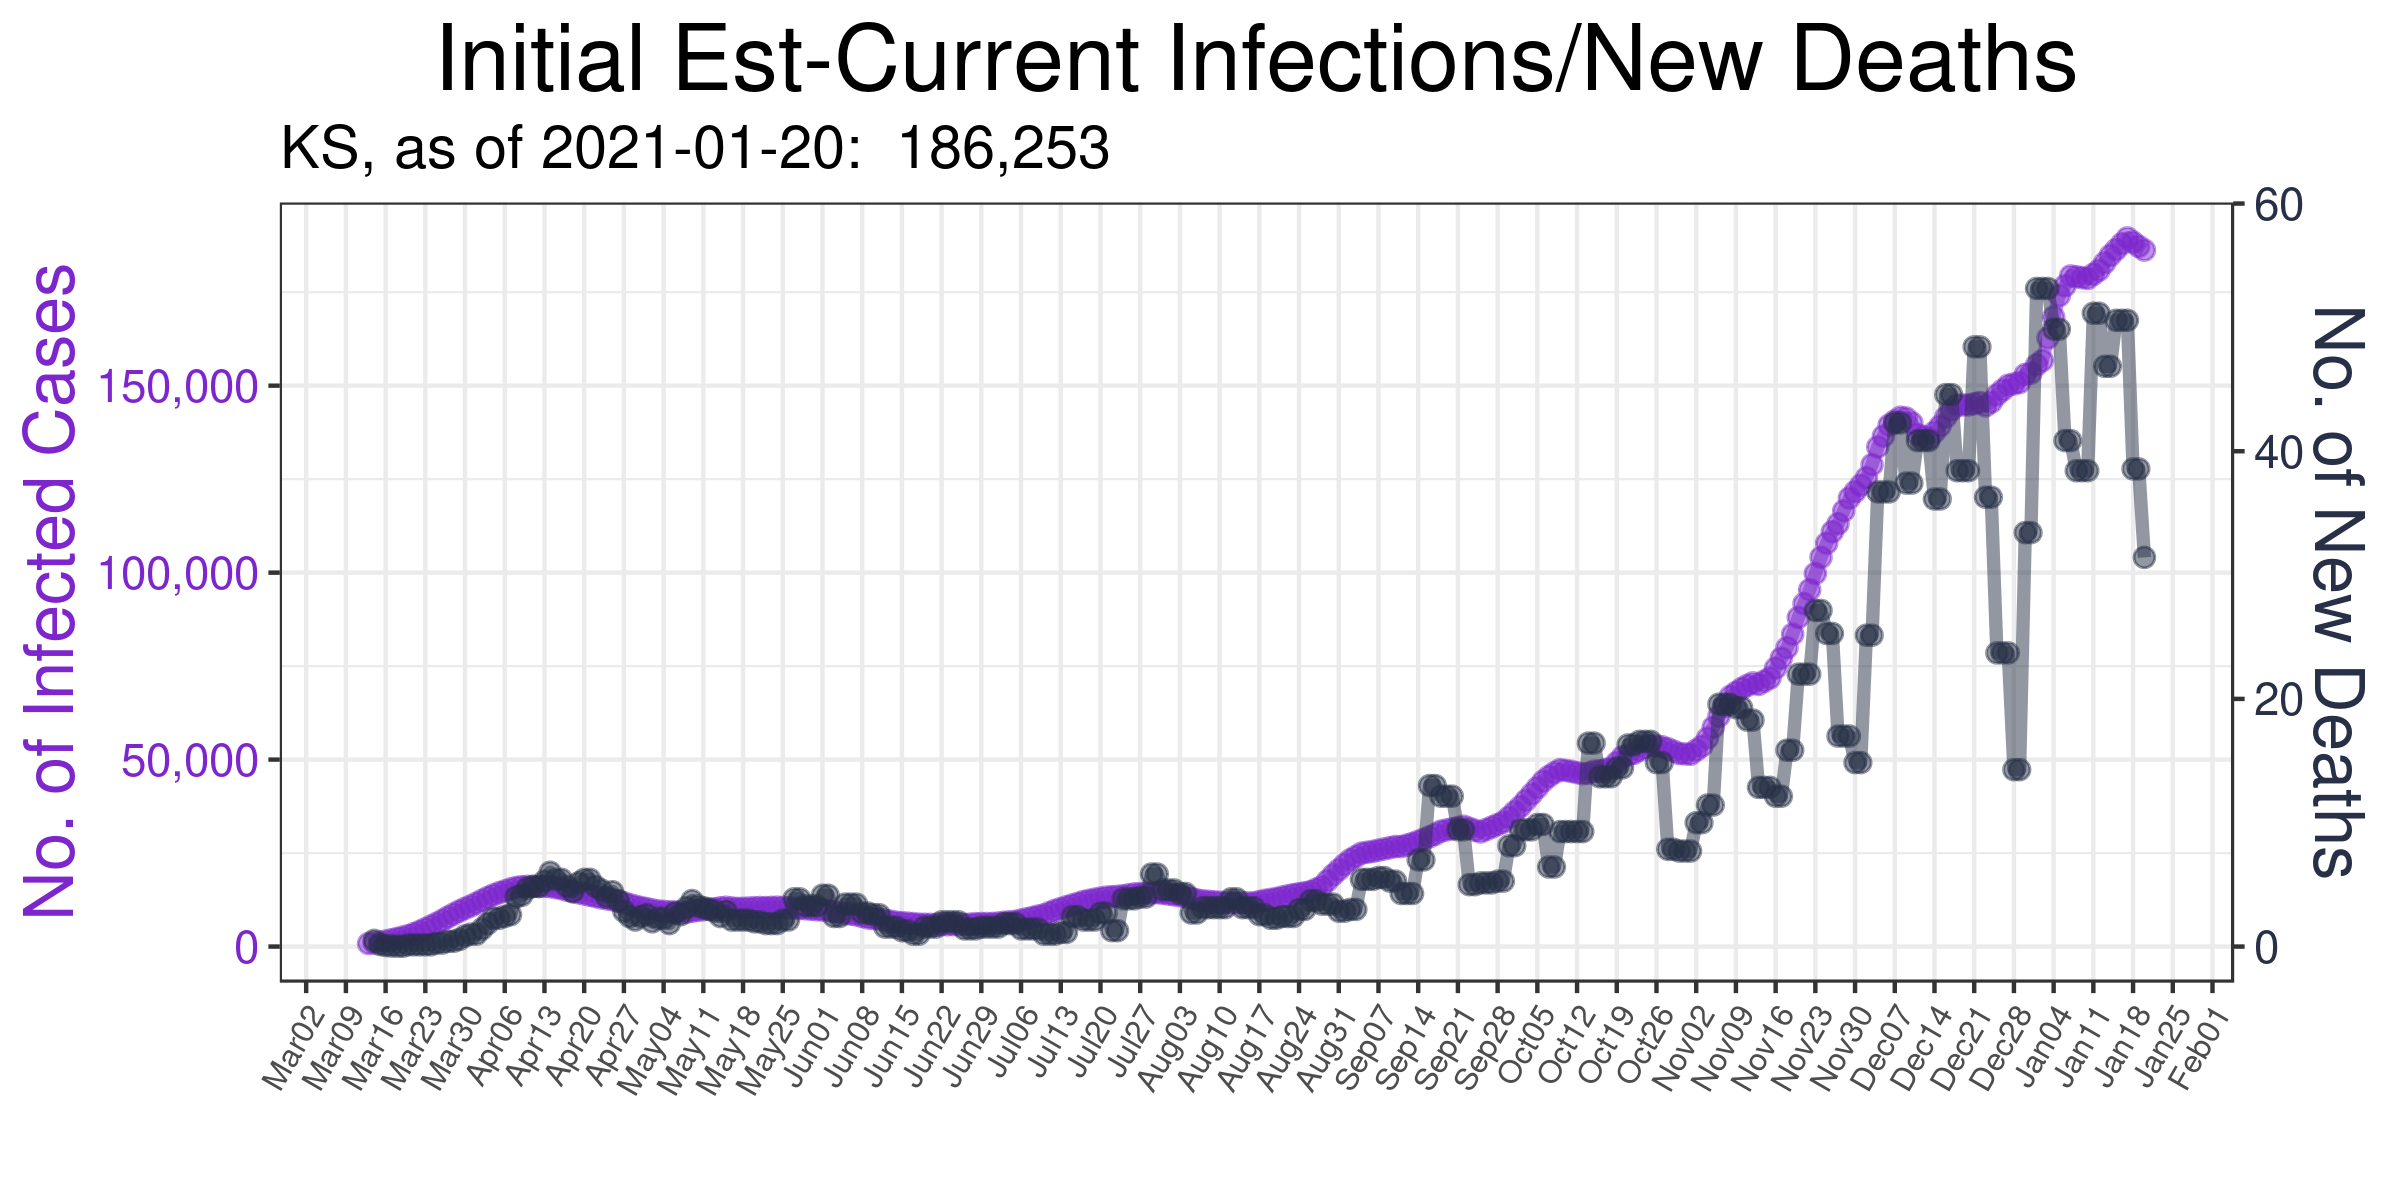 Initial Est-Current Infections/New Deaths
KS, as of 2021-01-20:  186,253
No. of Infected Cases
150,000
100,000
50,000
0
60
40
20
0
No. of New Deaths
Mar02 Mar09 Mar16 Mar23 Mar30 Apr06 Apr13 Apr20 Apr27 May04 May11 May18 May25 Jun01 Jun08 Jun15 Jun22 Jun29 Jul06 Jul13 Jul20 Jul27 Aug03 Aug10 Aug17 Aug24 Aug31 Sep07 Sep14 Sep21 Sep28 Oct05 Oct12 Oct19 Oct26 Nov02 Nov09 Nov16 Nov23 Nov30 Dec07 Dec14 Dec21 Dec28 Jan04 Jan11 Jan18 Jan25 Feb01